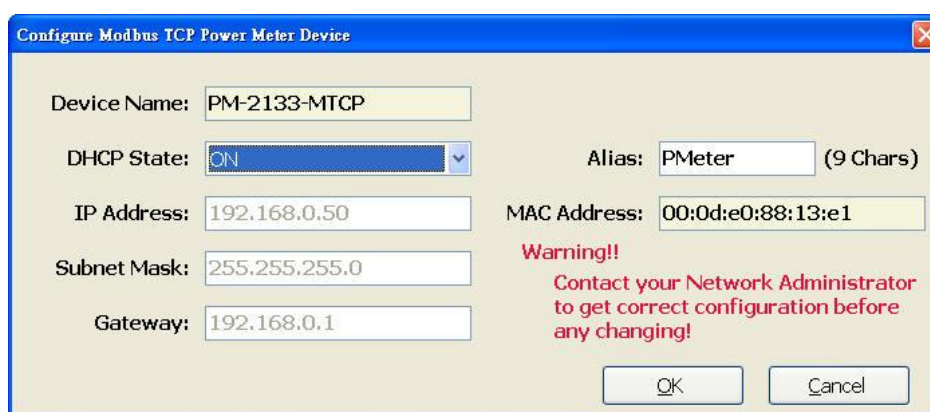 Configure Modbus TCP Power Meter Device
Device Name: PM-2133-MTCP
DHCP State: ON
Alias: PMeter (9 Chars)
IP Address: 192.168.0.50
MAC Address: 00:0d:e0:88:13:e1
Subnet Mask: 255.255.255.0
Gateway: 192.168.0.1
Warning!!
Contact your Network Administrator
to get correct configuration before
any changing!
OK
Cancel